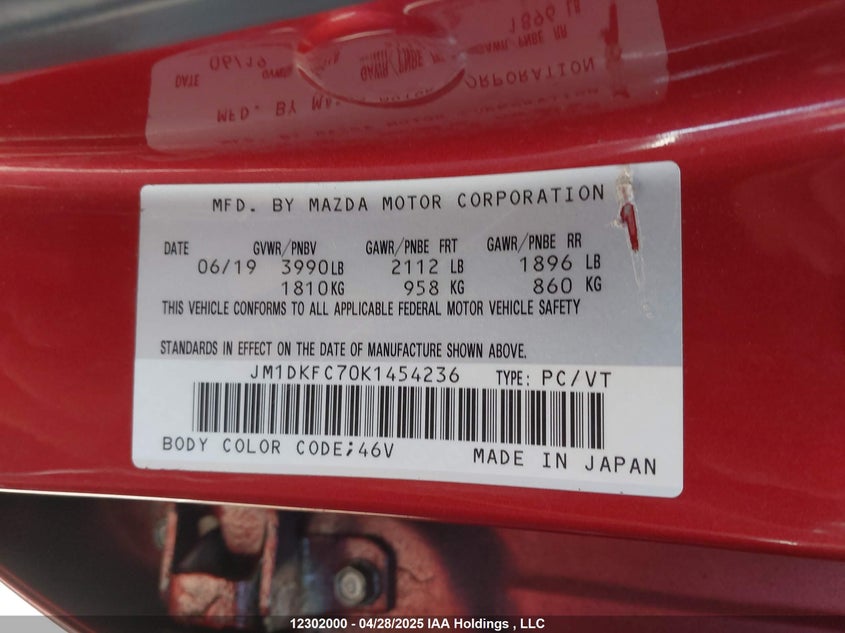 MFD. BY MAZDA MOTOR CORPORATION
DATE GVWR/PNBV GAWR/PNBE FRT GAWR/PNBE RR
06/19 3990LB 2112 LB 1896 LB
1810KG 958 KG 860 KG
THIS VEHICLE CONFORMS TO ALL APPLICABLE FEDERAL MOTOR VEHICLE SAFETY
STANDARDS IN EFFECT ON THE DATE OF MANUFACTURE SHOWN ABOVE.
JM1DKFC70K1454236 TYPE: PC/VT
BODY COLOR CODE;46V MADE IN JAPAN
12302000 - 04/28/2025 IAA Holdings , LLC